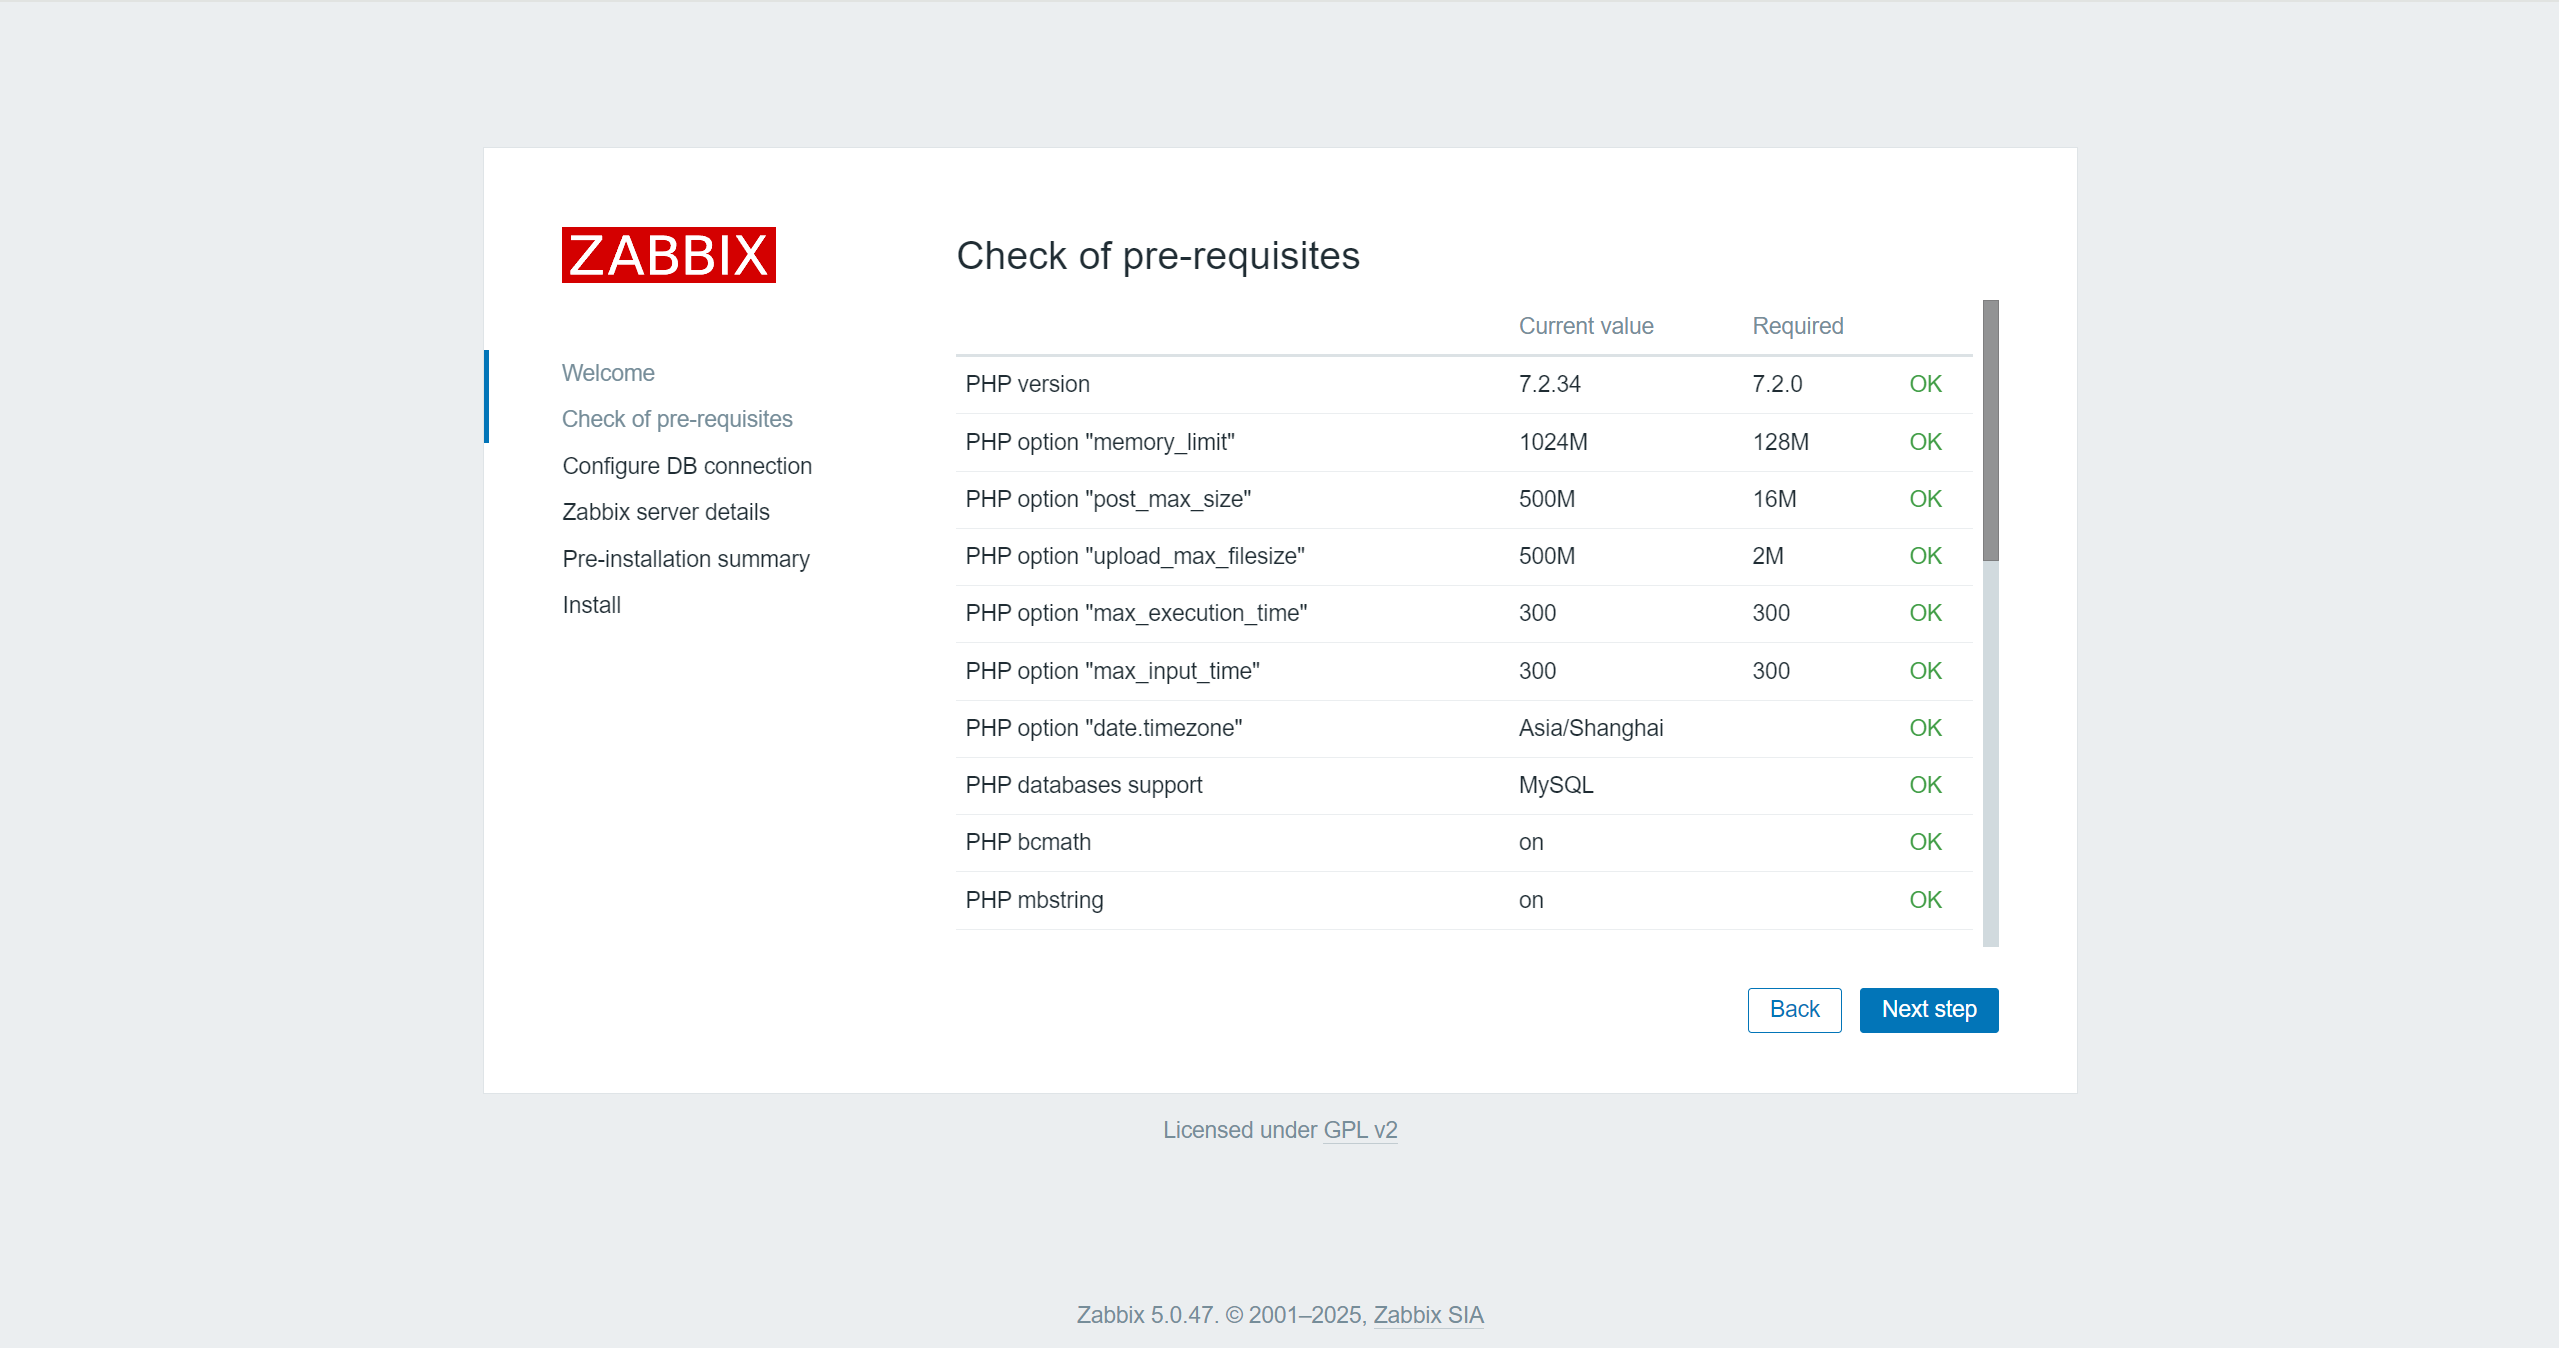 ZABBIX
Welcome
Check of pre-requisites
Configure DB connection
Zabbix server details
Pre-installation summary
Install
Check of pre-requisites
Current value Required
PHP version 7.2.34 7.2.0 OK
PHP option "memory_limit" 1024M 128M OK
PHP option "post_max_size" 500M 16M OK
PHP option "upload_max_filesize" 500M 2M OK
PHP option "max_execution_time" 300 300 OK
PHP option "max_input_time" 300 300 OK
PHP option "date.timezone" Asia/Shanghai OK
PHP databases support MySQL OK
PHP bcmath on OK
PHP mbstring on OK
Back Next step
Licensed under GPL v2
Zabbix 5.0.47. © 2001–2025, Zabbix SIA